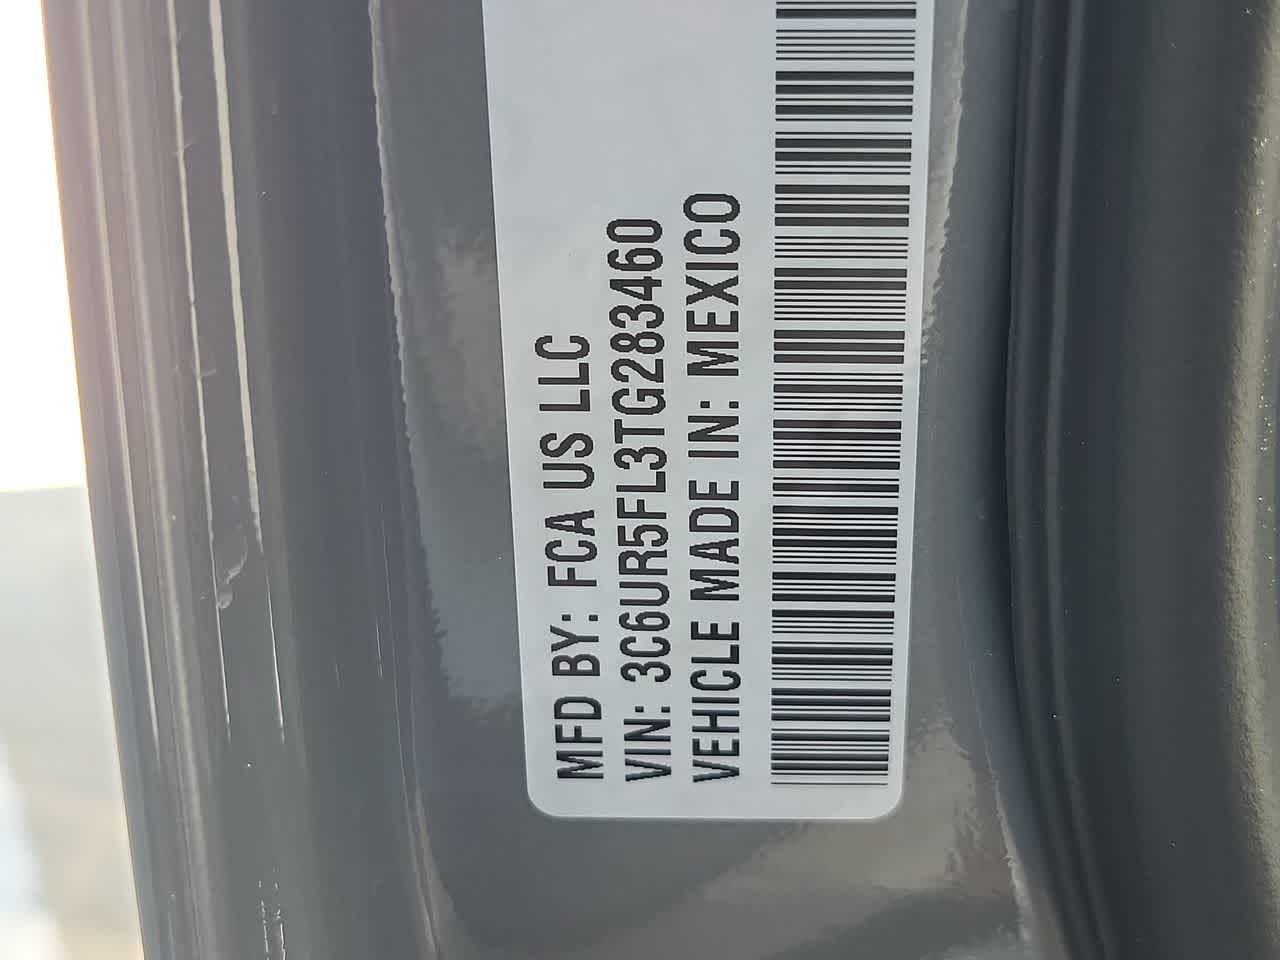 MFD BY: FCA US LLC
VIN: 3C6UR5FL3TG283460
VEHICLE MADE IN: MEXICO